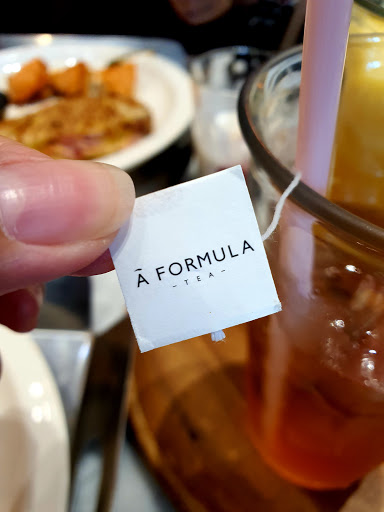 Ā FORMULA
- TEA -